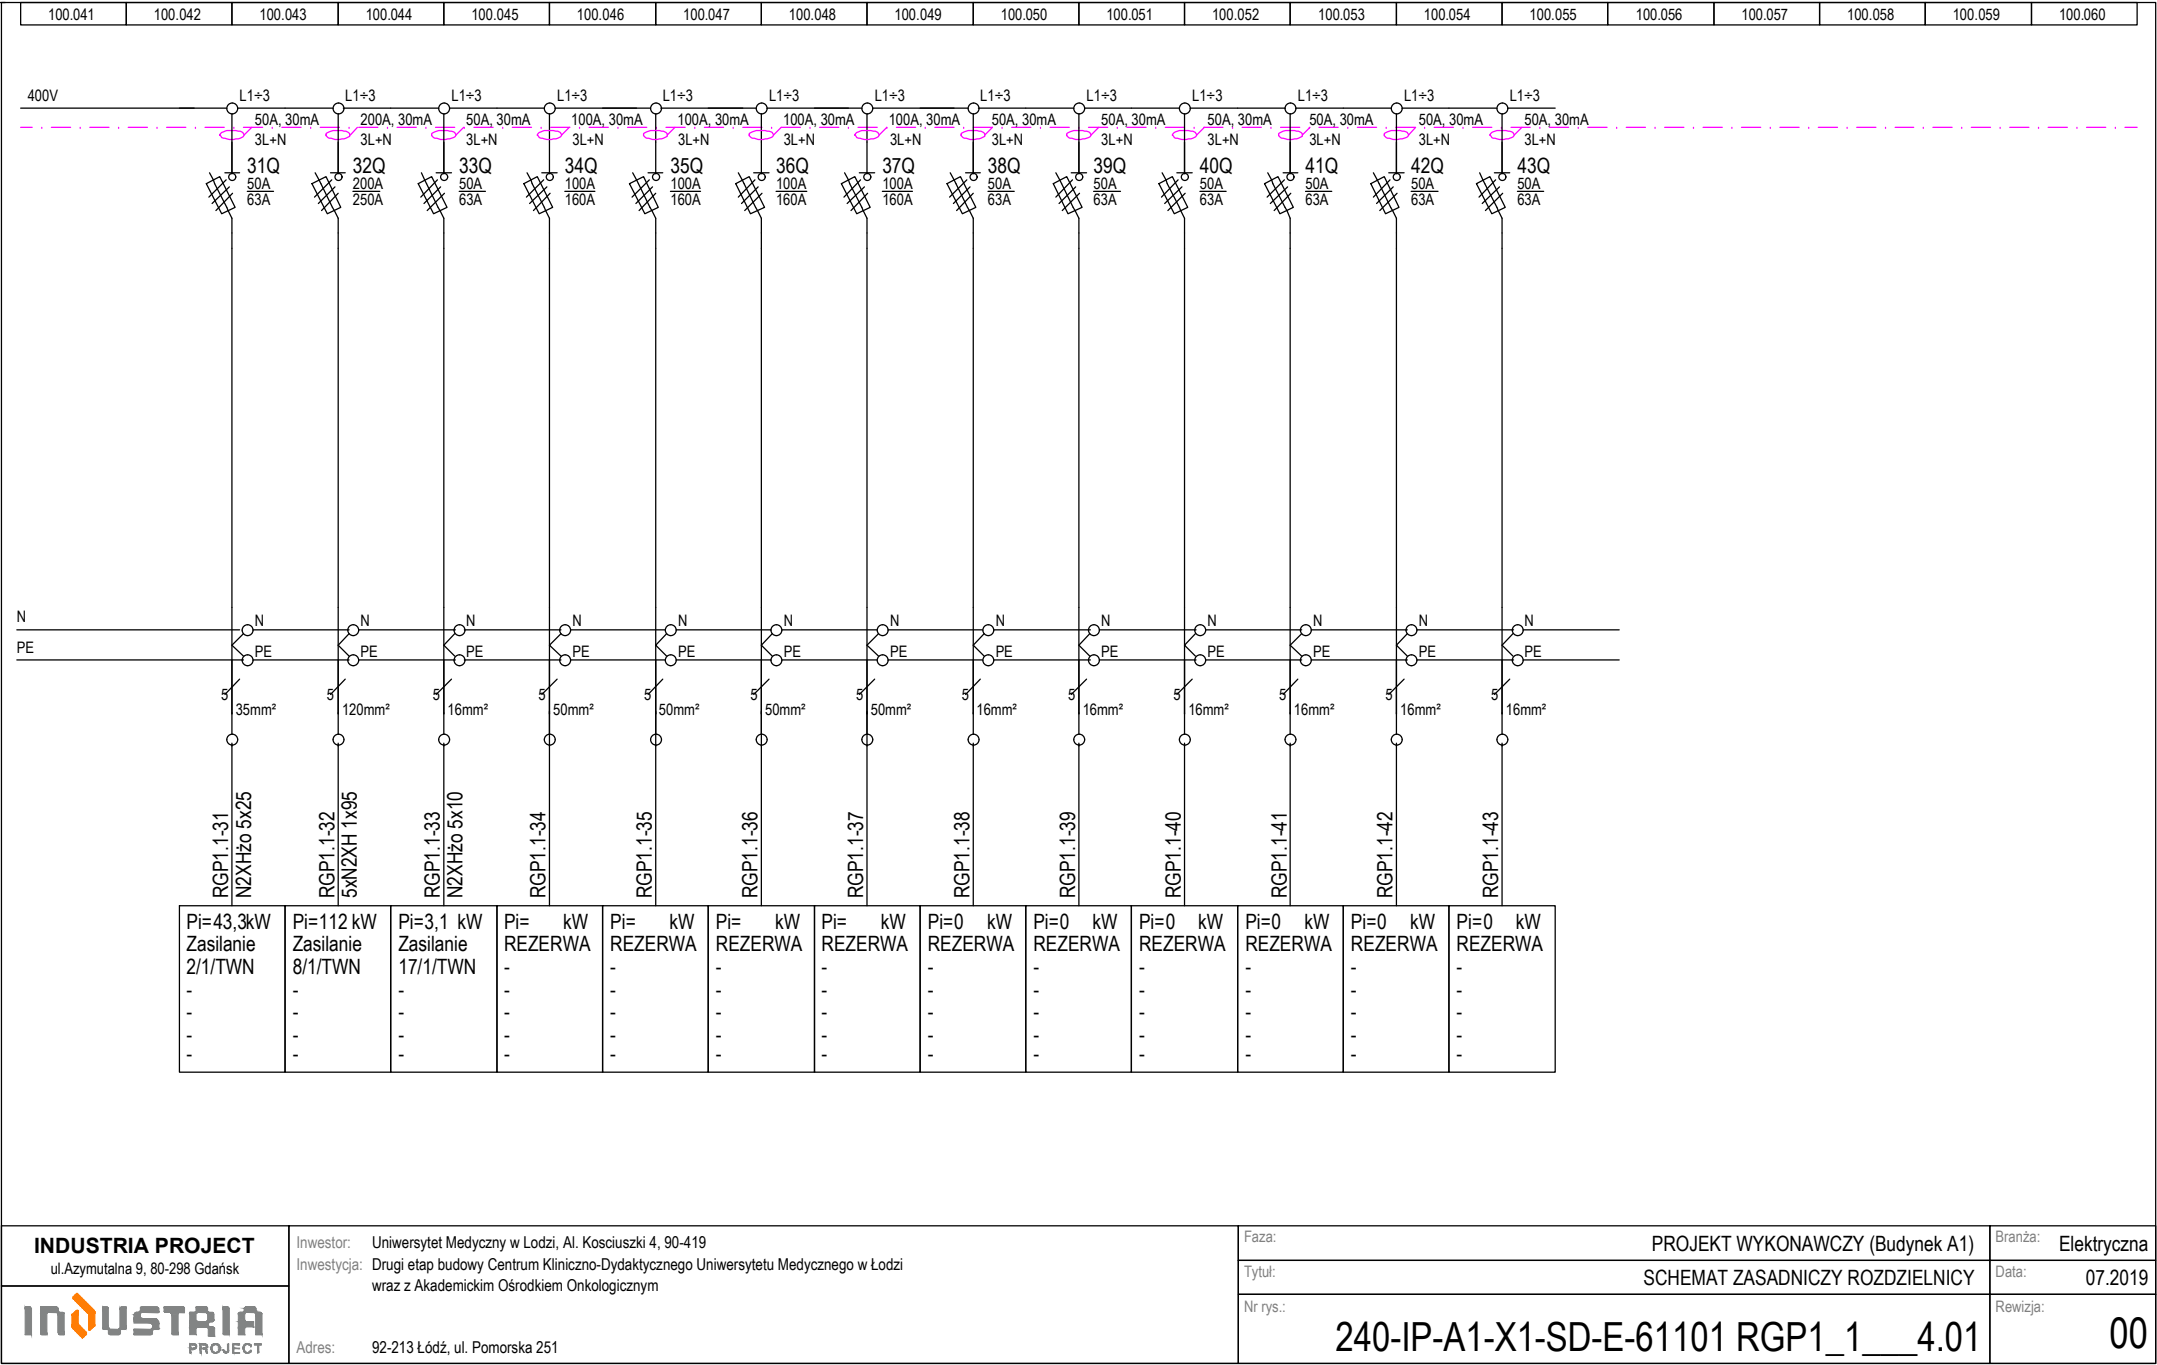 100.041 100.042 100.043 100.044 100.045 100.046 100.047 100.048 100.049 100.050 100.051 100.052 100.053 100.054 100.055 100.056 100.057 100.058 100.059 100.060
400V L1÷3 L1÷3 L1÷3 L1÷3 L1÷3 L1÷3 L1÷3 L1÷3 L1÷3 L1÷3 L1÷3 L1÷3 L1÷3
50A, 30mA 200A, 30mA 50A, 30mA 100A, 30mA 100A, 30mA 100A, 30mA 100A, 30mA 50A, 30mA 50A, 30mA 50A, 30mA 50A, 30mA 50A, 30mA 50A, 30mA
3L+N 3L+N 3L+N 3L+N 3L+N 3L+N 3L+N 3L+N 3L+N 3L+N 3L+N 3L+N 3L+N
31Q 32Q 33Q 34Q 35Q 36Q 37Q 38Q 39Q 40Q 41Q 42Q 43Q
50A 200A 50A 100A 100A 100A 100A 50A 50A 50A 50A 50A 50A
63A 250A 63A 160A 160A 160A 160A 63A 63A 63A 63A 63A 63A
N N N N N N N N N N N N N N
PE PE PE PE PE PE PE PE PE PE PE PE PE PE
5 5 5 5 5 5 5 5 5 5 5 5 5
35mm² 120mm² 16mm² 50mm² 50mm² 50mm² 50mm² 16mm² 16mm² 16mm² 16mm² 16mm² 16mm²
RGP1.1-31
N2XHżo 5x25
RGP1.1-32
5xN2XH 1x95
RGP1.1-33
N2XHżo 5x10
RGP1.1-34
RGP1.1-35
RGP1.1-36
RGP1.1-37
RGP1.1-38
RGP1.1-39
RGP1.1-40
RGP1.1-41
RGP1.1-42
RGP1.1-43
Pi=43,3kW Pi=112 kW Pi=3,1 kW Pi= kW Pi= kW Pi= kW Pi= kW Pi=0 kW Pi=0 kW Pi=0 kW Pi=0 kW Pi=0 kW Pi=0 kW
Zasilanie Zasilanie Zasilanie REZERWA REZERWA REZERWA REZERWA REZERWA REZERWA REZERWA REZERWA REZERWA REZERWA
2/1/TWN 8/1/TWN 17/1/TWN - - - - - - - - - -
- - - - - - - - - - - - -
- - - - - - - - - - - - -
- - - - - - - - - - - - -
- - - - - - - - - - - - -
INDUSTRIA PROJECT
ul.Azymutalna 9, 80-298 Gdańsk
INDUSTRIA
PROJECT
Inwestor: Uniwersytet Medyczny w Lodzi, Al. Kosciuszki 4, 90-419
Inwestycja: Drugi etap budowy Centrum Kliniczno-Dydaktycznego Uniwersytetu Medycznego w Łodzi
wraz z Akademickim Ośrodkiem Onkologicznym
Adres: 92-213 Łódź, ul. Pomorska 251
Faza: PROJEKT WYKONAWCZY (Budynek A1)
Branża: Elektryczna
Tytuł: SCHEMAT ZASADNICZY ROZDZIELNICY
Data: 07.2019
Nr rys.: 240-IP-A1-X1-SD-E-61101 RGP1_1___4.01
Rewizja: 00